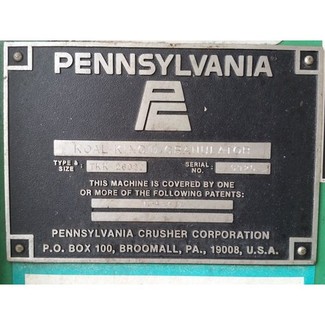 PENNSYLVANIA
GRANULATOR
TYPE &
SIZE
SERIAL
NO.
THIS MACHINE IS COVERED BY ONE
OR MORE OF THE FOLLOWING PATENTS:
PENNSYLVANIA CRUSHER CORPORATION
P.O. BOX 100, BROOMALL, PA., 19008, U.S.A.